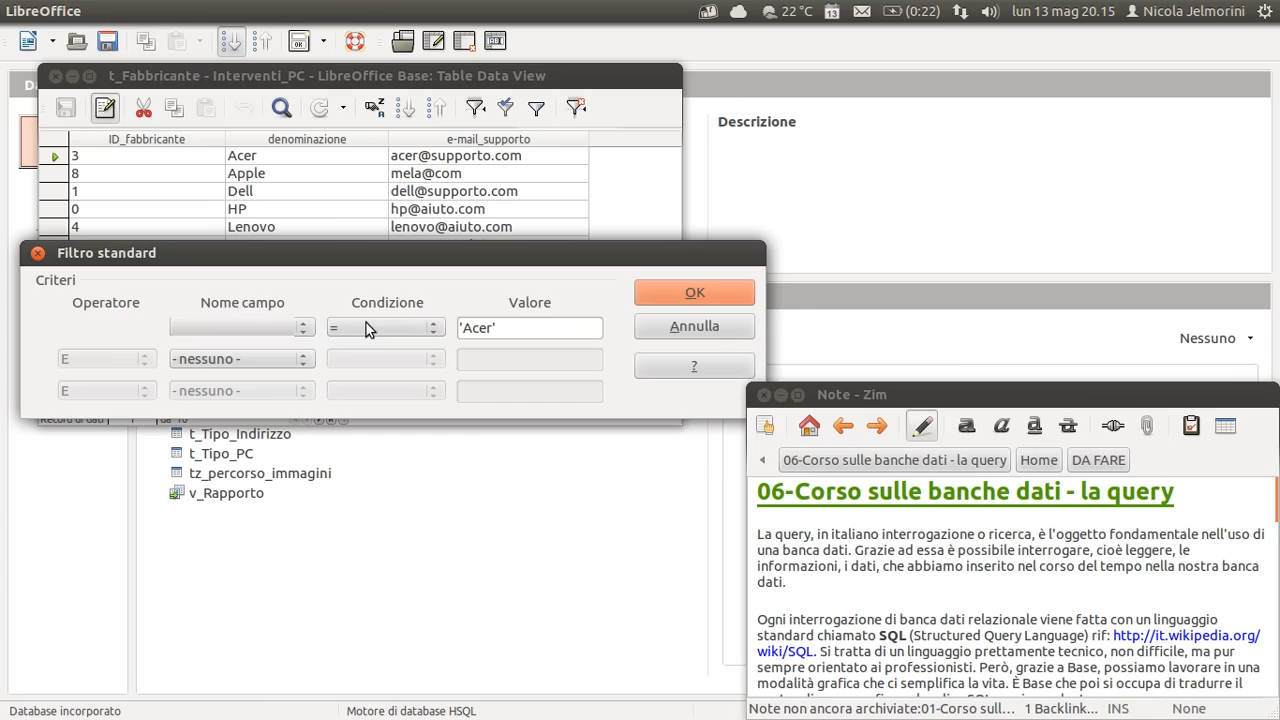 LibreOffice
22 °C
13
(0:22)
lun 13 mag 20.15
Nicola Jelmorini
t_Fabbricante - Interventi_PC - LibreOffice Base: Table Data View
ID_fabbricante denominazione e-mail_supporto
3 Acer acer@supporto.com
8 Apple mela@com
1 Dell dell@supporto.com
0 HP hp@aiuto.com
4 Lenovo lenovo@aiuto.com
Descrizione
Nessuno
Filtro standard
Criteri
Operatore Nome campo Condizione Valore
= 'Acer'
E - nessuno -
E - nessuno -
OK
Annulla
?
Record di dati 1 da 10
t_Tipo_Indirizzo
t_Tipo_PC
tz_percorso_immagini
v_Rapporto
Note - Zim
06-Corso sulle banche dati - la query Home DA FARE
06-Corso sulle banche dati - la query
La query, in italiano interrogazione o ricerca, è l'oggetto fondamentale nell'uso di
una banca dati. Grazie ad essa è possibile interrogare, cioè leggere, le
informazioni, i dati, che abbiamo inserito nel corso del tempo nella nostra banca
dati.
Ogni interrogazione di banca dati relazionale viene fatta con un linguaggio
standard chiamato SQL (Structured Query Language) rif: http://it.wikipedia.org/
wiki/SQL. Si tratta di un linguaggio prettamente tecnico, non difficile, ma pur
sempre orientato ai professionisti. Però, grazie a Base, possiamo lavorare in una
modalità grafica che ci semplifica la vita. È Base che poi si occupa di tradurre il
Note non ancora archiviate:01-Corso sull... 1 Backlink... INS None
Database incorporato Motore di database HSQL